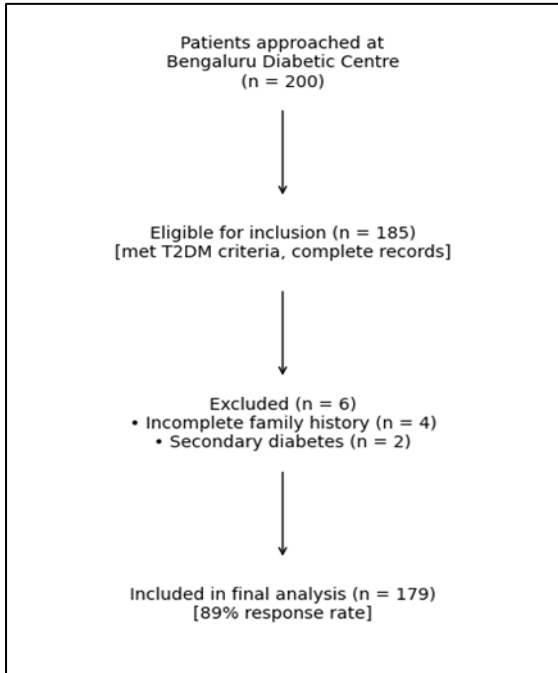 Patients approached at
Bengaluru Diabetic Centre
(n = 200)
Eligible for inclusion (n = 185)
[met T2DM criteria, complete records]
Excluded (n = 6)
• Incomplete family history (n = 4)
• Secondary diabetes (n = 2)
Included in final analysis (n = 179)
[89% response rate]